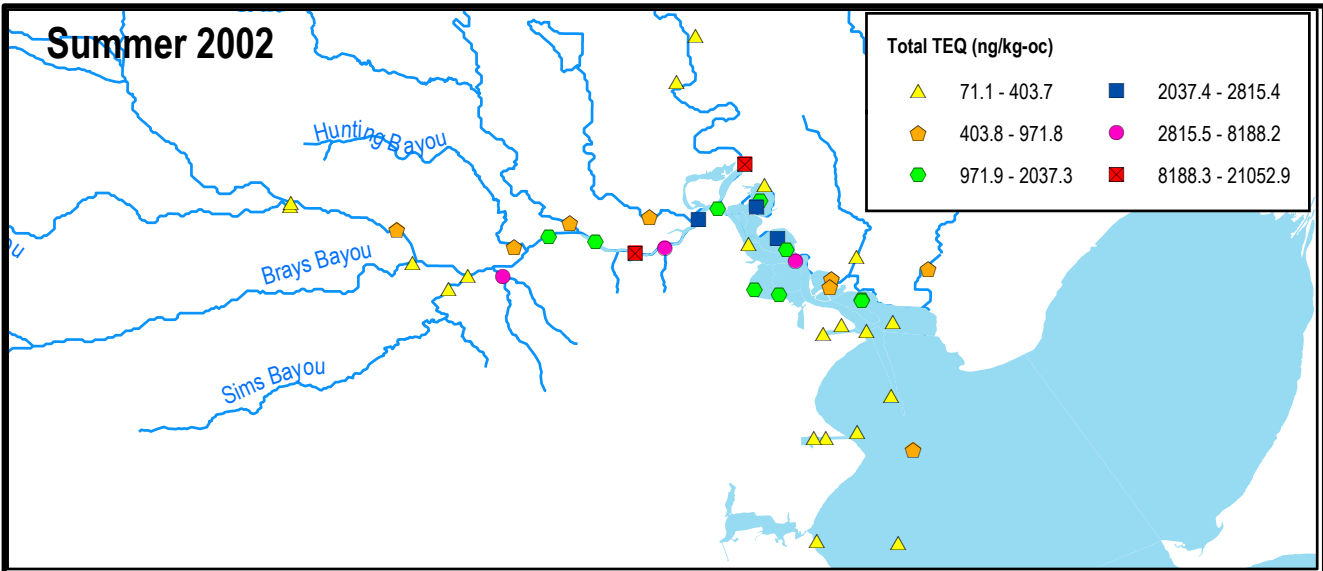 Summer 2002
Total TEQ (ng/kg-oc)
71.1 - 403.7
2037.4 - 2815.4
403.8 - 971.8
2815.5 - 8188.2
971.9 - 2037.3
8188.3 - 21052.9
Hunting Bayou
Brays Bayou
Sims Bayou